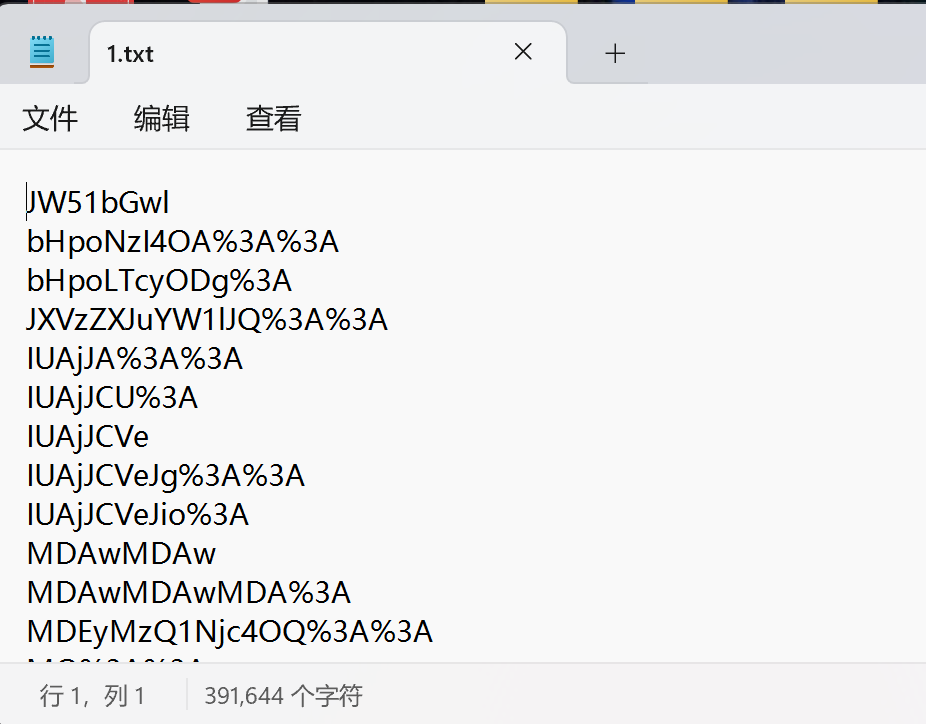 1.txt
文件 编辑 查看
JW51bGwl
bHpoNzI4OA%3A%3A
bHpoLTcyODg%3A
JXVzZXJuYW1lJQ%3A%3A
IUAjJA%3A%3A
IUAjJCU%3A
IUAjJCVe
IUAjJCVeJg%3A%3A
IUAjJCVeJio%3A
MDAwMDAw
MDAwMDAwMDA%3A
MDEyMzQ1Njc4OQ%3A%3A
行 1, 列 1 391,644 个字符